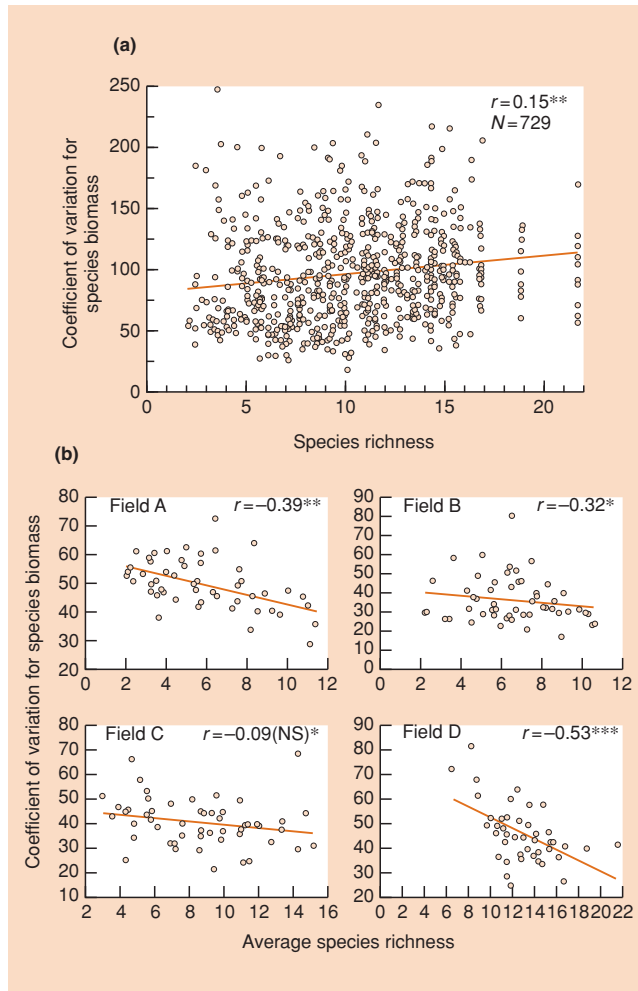 (a)
250
200
150
100
50
0
Coefficient of variation for
species biomass
r=0.15**
N=729
0 5 10 15 20
Species richness
(b)
Coefficient of variation for species biomass
Field A r=−0.39**
80
70
60
50
40
30
20
0 2 4 6 8 10 12
Field B r=−0.32*
90
80
70
60
50
40
30
20
10
0
0 2 4 6 8 10 12
Field C r=−0.09(NS)*
80
70
60
50
40
30
20
10
2 4 6 8 10 12 14 16
Field D r=−0.53***
90
80
70
60
50
40
30
20
0 2 4 6 8 10 12 14 16 18 20 22
Average species richness